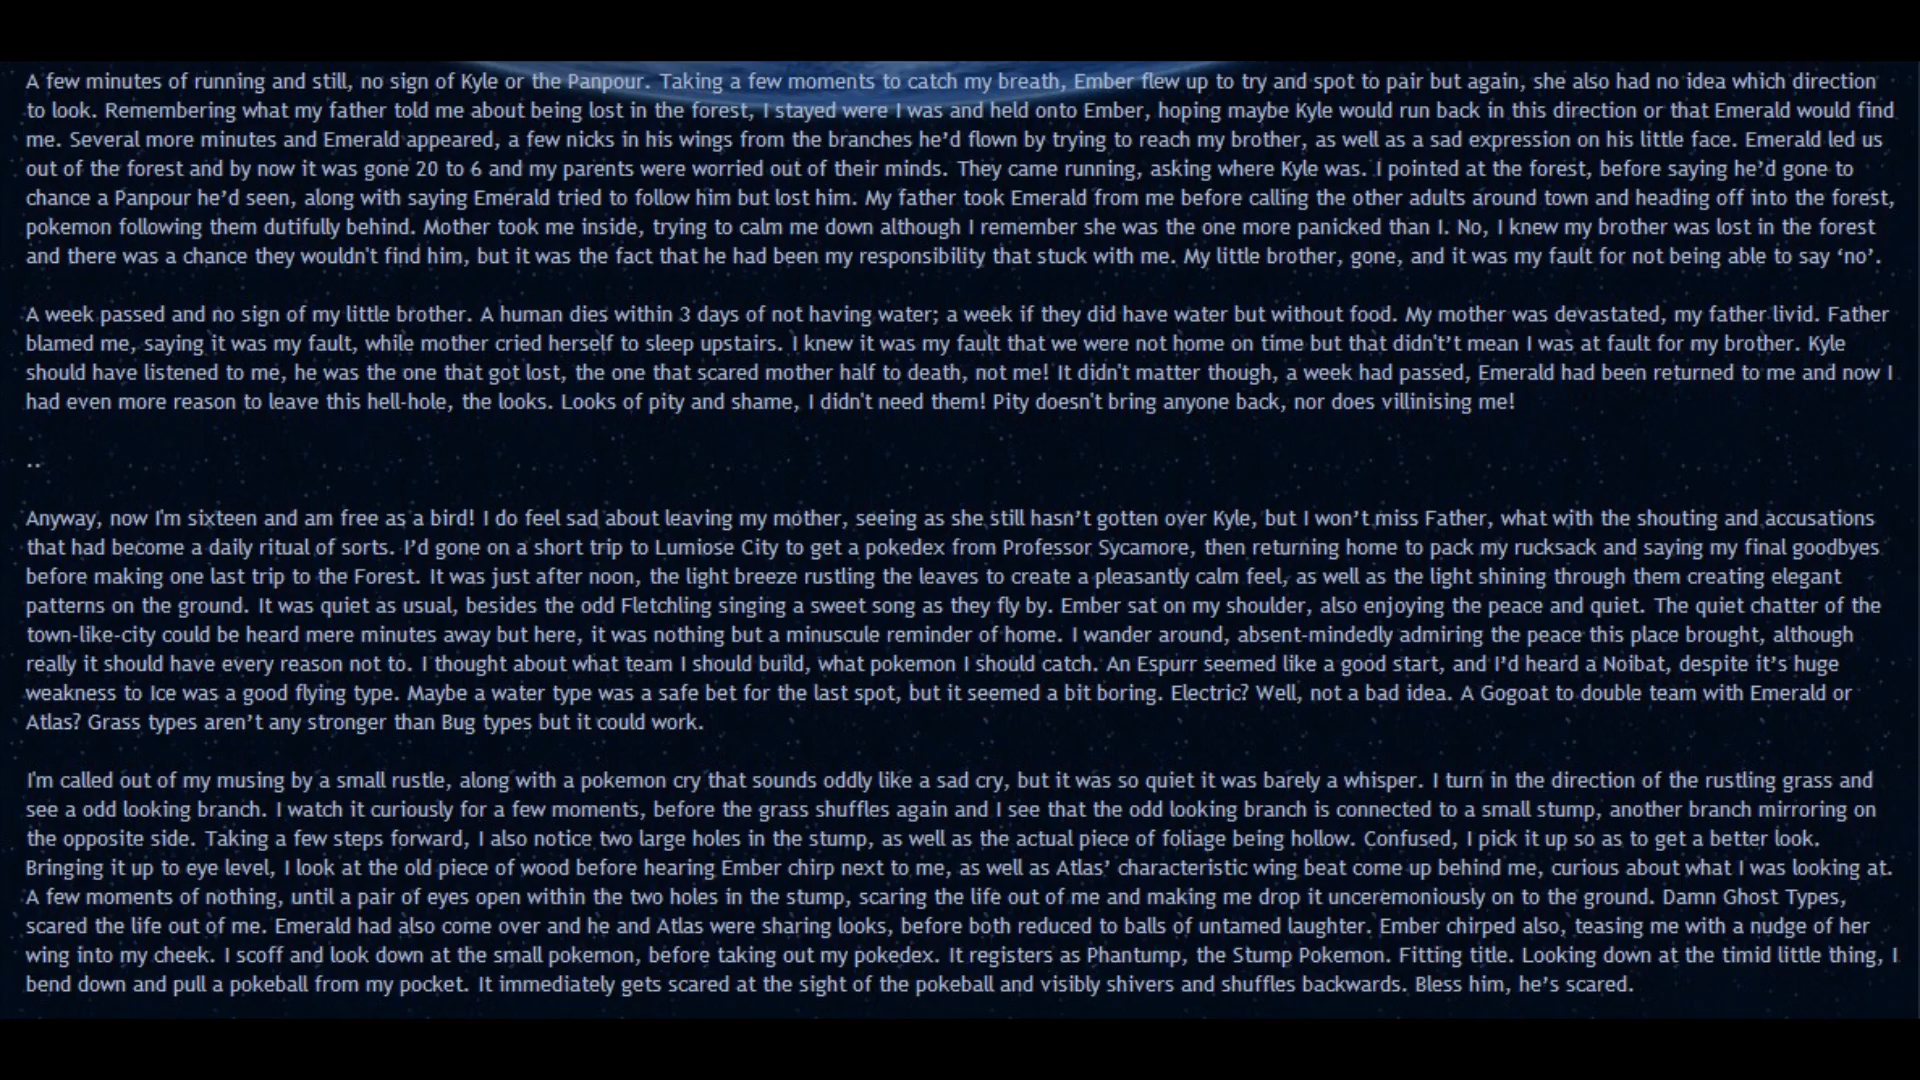 A few minutes of running and still, no sign of Kyle or the Panpour. Taking a few moments to catch my breath, Ember flew up to try and spot to pair but again, she also had no idea which direction
to look. Remembering what my father told me about being lost in the forest, I stayed were I was and held onto Ember, hoping maybe Kyle would run back in this direction or that Emerald would find
me. Several more minutes and Emerald appeared, a few nicks in his wings from the branches he’d flown by trying to reach my brother, as well as a sad expression on his little face. Emerald led us
out of the forest and by now it was gone 20 to 6 and my parents were worried out of their minds. They came running, asking where Kyle was. I pointed at the forest, before saying he’d gone to
chance a Panpour he’d seen, along with saying Emerald tried to follow him but lost him. My father took Emerald from me before calling the other adults around town and heading off into the forest,
pokemon following them dutifully behind. Mother took me inside, trying to calm me down although I remember she was the one more panicked than I. No, I knew my brother was lost in the forest
and there was a chance they wouldn't find him, but it was the fact that he had been my responsibility that stuck with me. My little brother, gone, and it was my fault for not being able to say ‘no’.
A week passed and no sign of my little brother. A human dies within 3 days of not having water; a week if they did have water but without food. My mother was devastated, my father livid. Father
blamed me, saying it was my fault, while mother cried herself to sleep upstairs. I knew it was my fault that we were not home on time but that didn't’t mean I was at fault for my brother. Kyle
should have listened to me, he was the one that got lost, the one that scared mother half to death, not me! It didn't matter though, a week had passed, Emerald had been returned to me and now I
had even more reason to leave this hell-hole, the looks. Looks of pity and shame, I didn't need them! Pity doesn't bring anyone back, nor does villinising me!
..
Anyway, now I'm sixteen and am free as a bird! I do feel sad about leaving my mother, seeing as she still hasn’t gotten over Kyle, but I won’t miss Father, what with the shouting and accusations
that had become a daily ritual of sorts. I’d gone on a short trip to Lumiose City to get a pokedex from Professor Sycamore, then returning home to pack my rucksack and saying my final goodbyes
before making one last trip to the Forest. It was just after noon, the light breeze rustling the leaves to create a pleasantly calm feel, as well as the light shining through them creating elegant
patterns on the ground. It was quiet as usual, besides the odd Fletchling singing a sweet song as they fly by. Ember sat on my shoulder, also enjoying the peace and quiet. The quiet chatter of the
town-like-city could be heard mere minutes away but here, it was nothing but a minuscule reminder of home. I wander around, absent-mindedly admiring the peace this place brought, although
really it should have every reason not to. I thought about what team I should build, what pokemon I should catch. An Espurr seemed like a good start, and I’d heard a Noibat, despite it’s huge
weakness to Ice was a good flying type. Maybe a water type was a safe bet for the last spot, but it seemed a bit boring. Electric? Well, not a bad idea. A Gogoat to double team with Emerald or
Atlas? Grass types aren’t any stronger than Bug types but it could work.
I'm called out of my musing by a small rustle, along with a pokemon cry that sounds oddly like a sad cry, but it was so quiet it was barely a whisper. I turn in the direction of the rustling grass and
see a odd looking branch. I watch it curiously for a few moments, before the grass shuffles again and I see that the odd looking branch is connected to a small stump, another branch mirroring on
the opposite side. Taking a few steps forward, I also notice two large holes in the stump, as well as the actual piece of foliage being hollow. Confused, I pick it up so as to get a better look.
Bringing it up to eye level, I look at the old piece of wood before hearing Ember chirp next to me, as well as Atlas’ characteristic wing beat come up behind me, curious about what I was looking at.
A few moments of nothing, until a pair of eyes open within the two holes in the stump, scaring the life out of me and making me drop it unceremoniously on to the ground. Damn Ghost Types,
scared the life out of me. Emerald had also come over and he and Atlas were sharing looks, before both reduced to balls of untamed laughter. Ember chirped also, teasing me with a nudge of her
wing into my cheek. I scoff and look down at the small pokemon, before taking out my pokedex. It registers as Phantump, the Stump Pokemon. Fitting title. Looking down at the timid little thing, I
bend down and pull a pokeball from my pocket. It immediately gets scared at the sight of the pokeball and visibly shivers and shuffles backwards. Bless him, he’s scared.